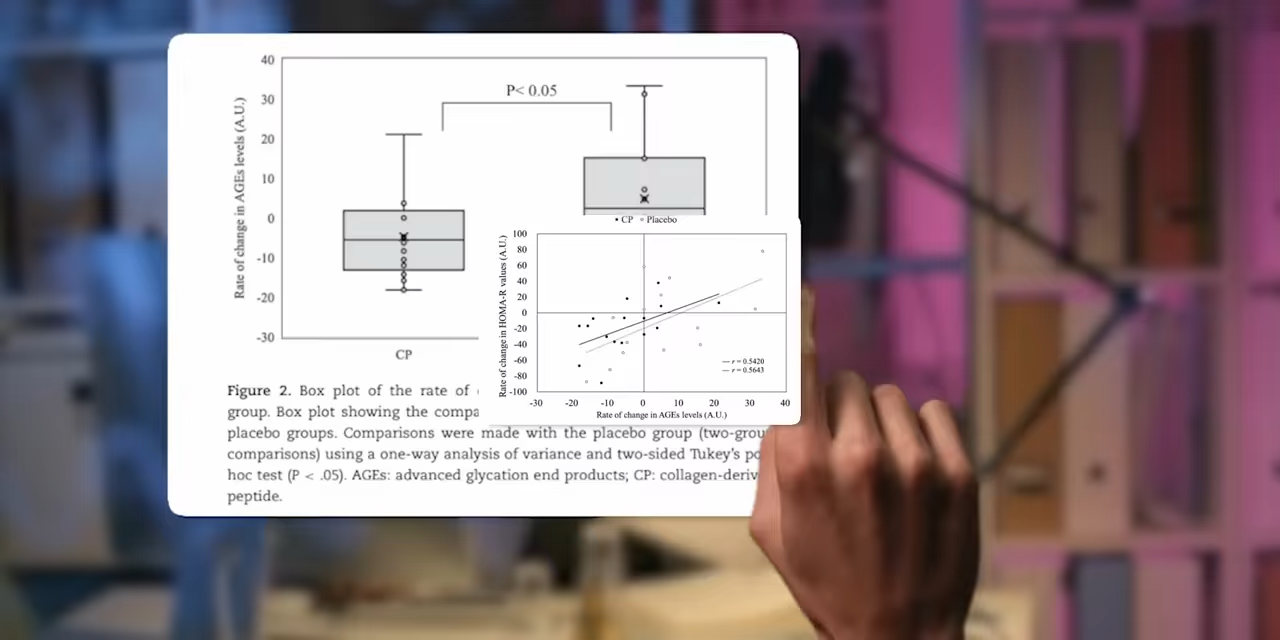 40
30
20
10
0
-10
-20
-30
Rate of change in AGEs levels (A.U.)
P< 0.05
CP
• CP ◦ Placebo
100
80
60
40
20
0
-20
-40
-60
-80
-100
Rate of change in HOMA-R values (A.U.)
— r = 0.5420
— r = 0.5643
-30 -20 -10 0 10 20 30 40
Rate of change in AGEs levels (A.U.)
Figure 2. Box plot of the rate of
group. Box plot showing the compa
placebo groups. Comparisons were made with the placebo group (two-grou
comparisons) using a one-way analysis of variance and two-sided Tukey's po
hoc test (P < .05). AGEs: advanced glycation end products; CP: collagen-deriv
peptide.